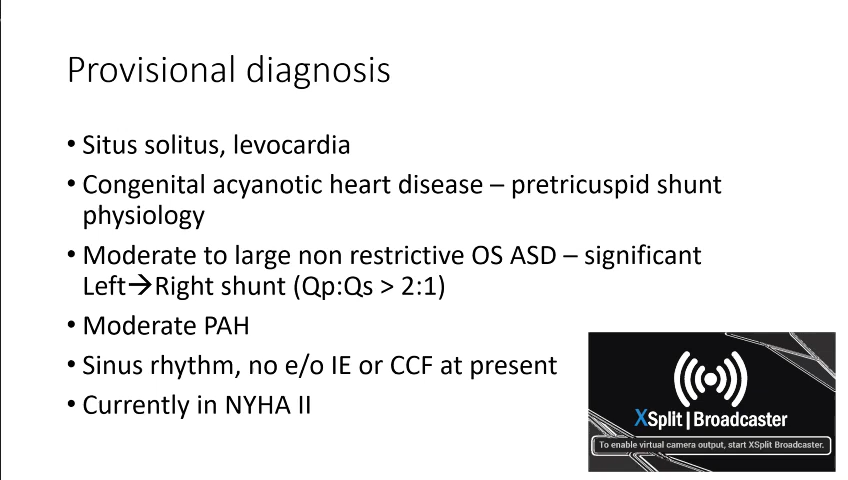 Provisional diagnosis
• Situs solitus, levocardia
• Congenital acyanotic heart disease – pretricuspid shunt
physiology
• Moderate to large non restrictive OS ASD – significant
Left→Right shunt (Qp:Qs > 2:1)
• Moderate PAH
• Sinus rhythm, no e/o IE or CCF at present
• Currently in NYHA II
XSplit | Broadcaster
To enable virtual camera output, start XSplit Broadcaster.